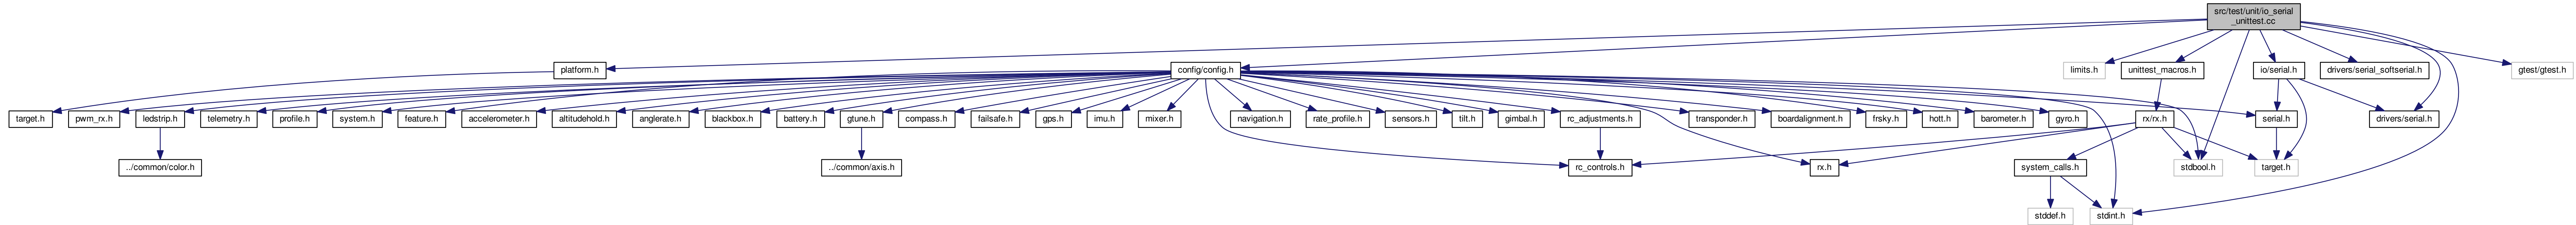 src/test/unit/io_serial
_unittest.cc
platform.h
config/config.h
limits.h
unittest_macros.h
io/serial.h
drivers/serial_softserial.h
gtest/gtest.h
target.h
pwm_rx.h
ledstrip.h
telemetry.h
profile.h
system.h
feature.h
accelerometer.h
altitudehold.h
anglerate.h
blackbox.h
battery.h
gtune.h
compass.h
failsafe.h
gps.h
imu.h
mixer.h
navigation.h
rate_profile.h
sensors.h
tilt.h
gimbal.h
rc_adjustments.h
transponder.h
boardalignment.h
frsky.h
hott.h
barometer.h
gyro.h
rx/rx.h
serial.h
drivers/serial.h
../common/color.h
../common/axis.h
rc_controls.h
rx.h
system_calls.h
stdbool.h
target.h
stddef.h
stdint.h